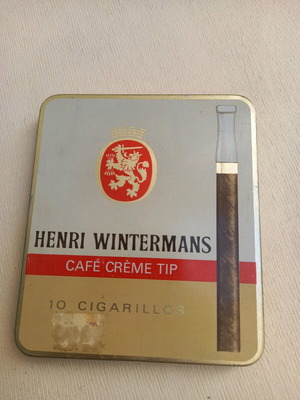 HENRI WINTERMANS
CAFÉ CRÈME TIP
10 CIGARILLOS